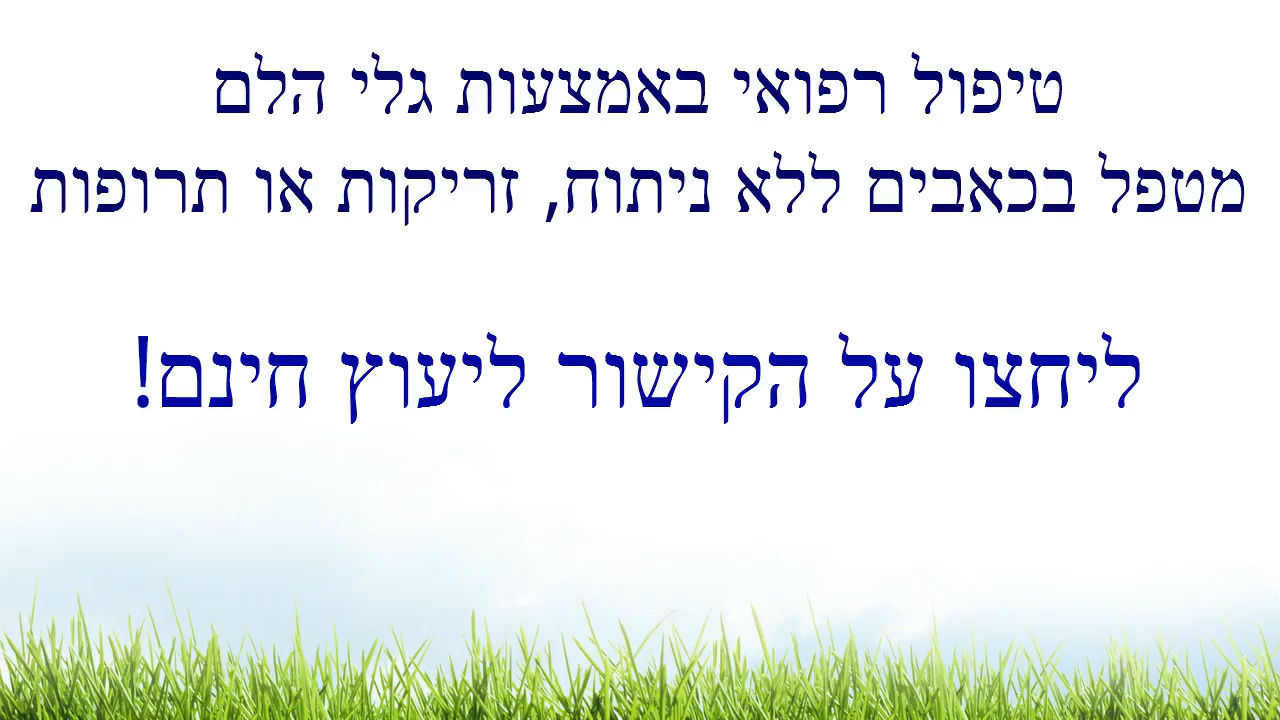 טיפול רפואי באמצעות גלי הלם
מטפל בכאבים ללא ניתוח, זריקות או תרופות
ליחצו על הקישור ליעוץ חינם!